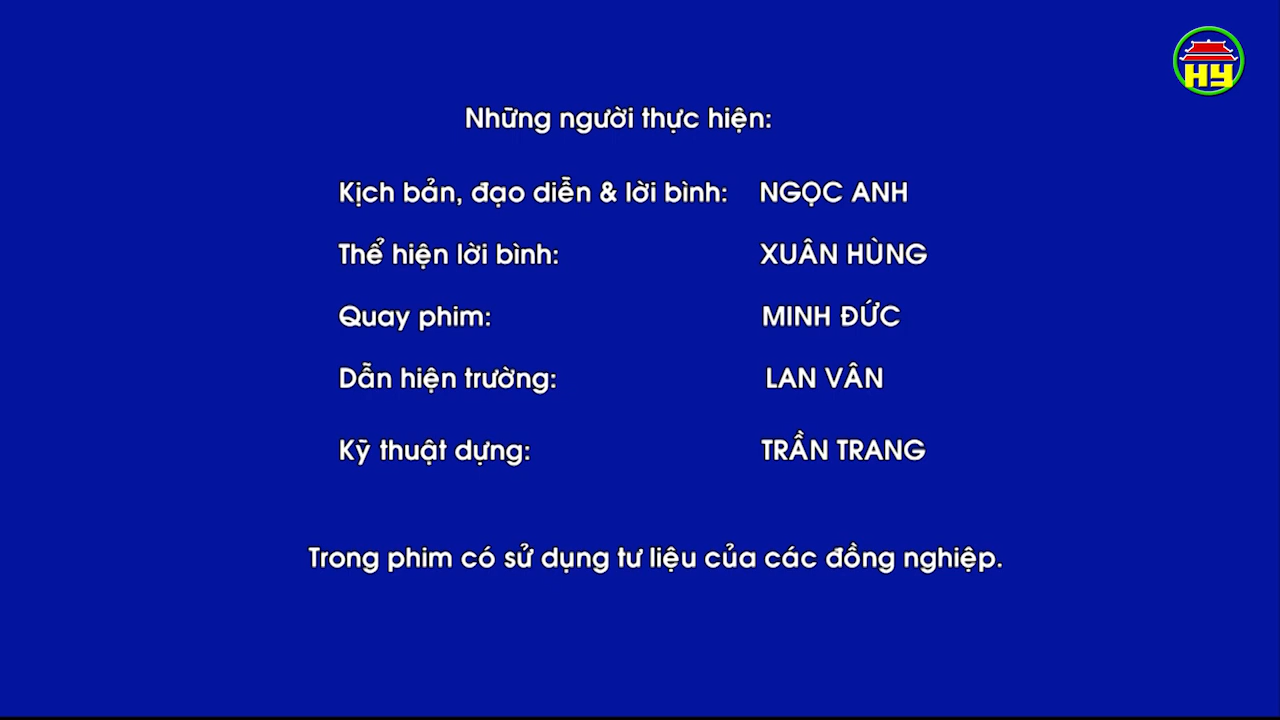 HY
Những người thực hiện:
Kịch bản, đạo diễn & lời bình: NGỌC ANH
Thể hiện lời bình: XUÂN HÙNG
Quay phim: MINH ĐỨC
Dẫn hiện trường: LAN VÂN
Kỹ thuật dựng: TRẦN TRANG
Trong phim có sử dụng tư liệu của các đồng nghiệp.